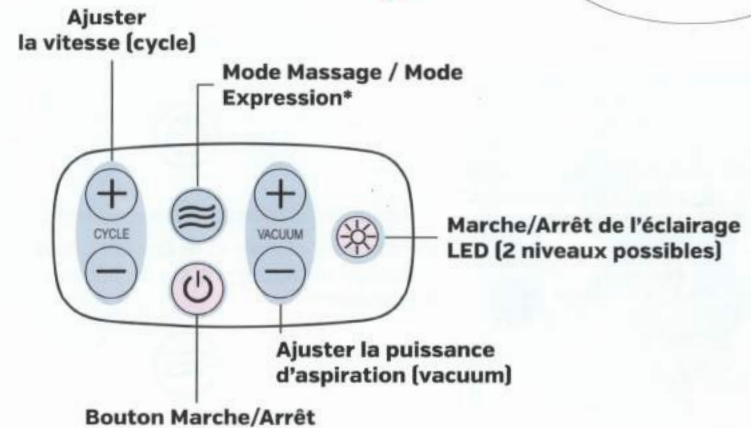 Ajuster
la vitesse (cycle)
Mode Massage / Mode
Expression*
CYCLE
VACUUM
Marche/Arrêt de l'éclairage
LED (2 niveaux possibles)
Ajuster la puissance
d'aspiration (vacuum)
Bouton Marche/Arrêt